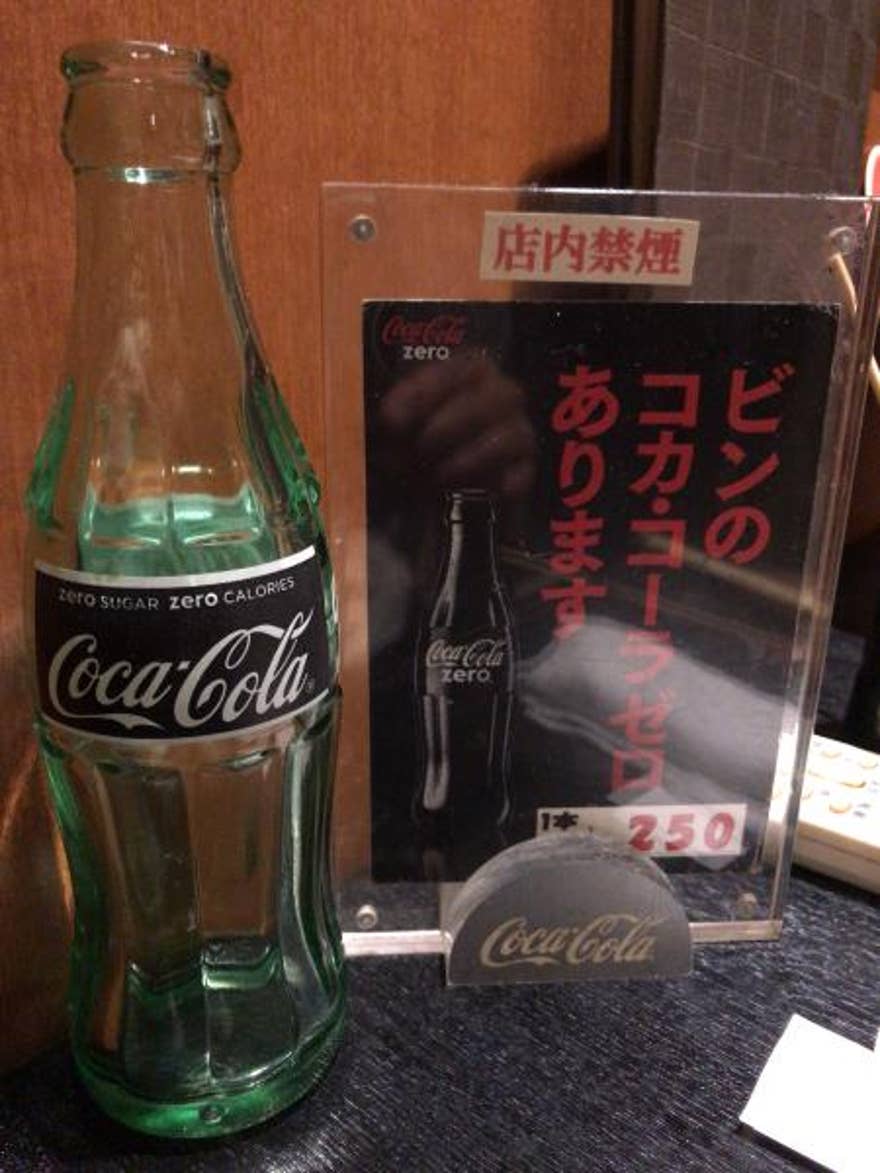 zero SUGAR zero CALORIES
Coca-Cola
店内禁煙
Coca-Cola
zero
ビンの
コカ・コーラゼロ
あります
Coca-Cola
zero
1本 250
Coca-Cola